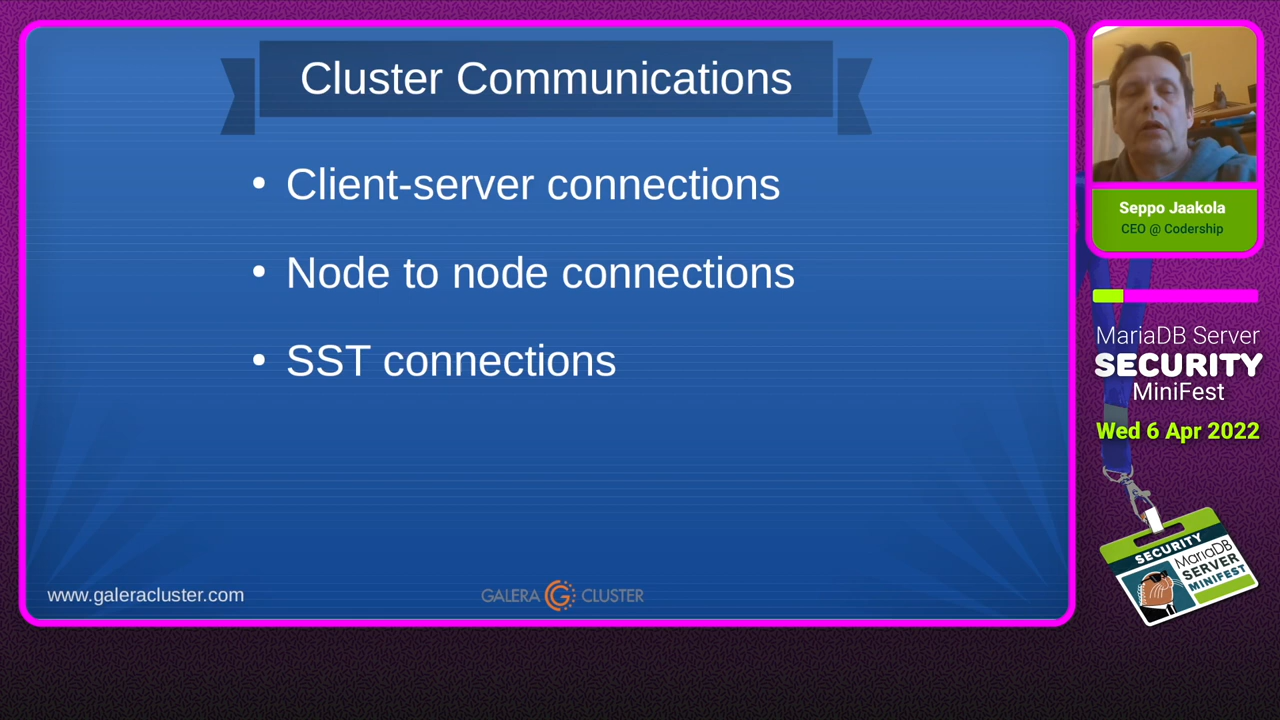 Cluster Communications
• Client-server connections
• Node to node connections
• SST connections
www.galeracluster.com
GALERA CLUSTER
Seppo Jaakola
CEO @ Codership
MariaDB Server
SECURITY
MiniFest
Wed 6 Apr 2022
SECURITY
MariaDB
SERVER
MINIFEST